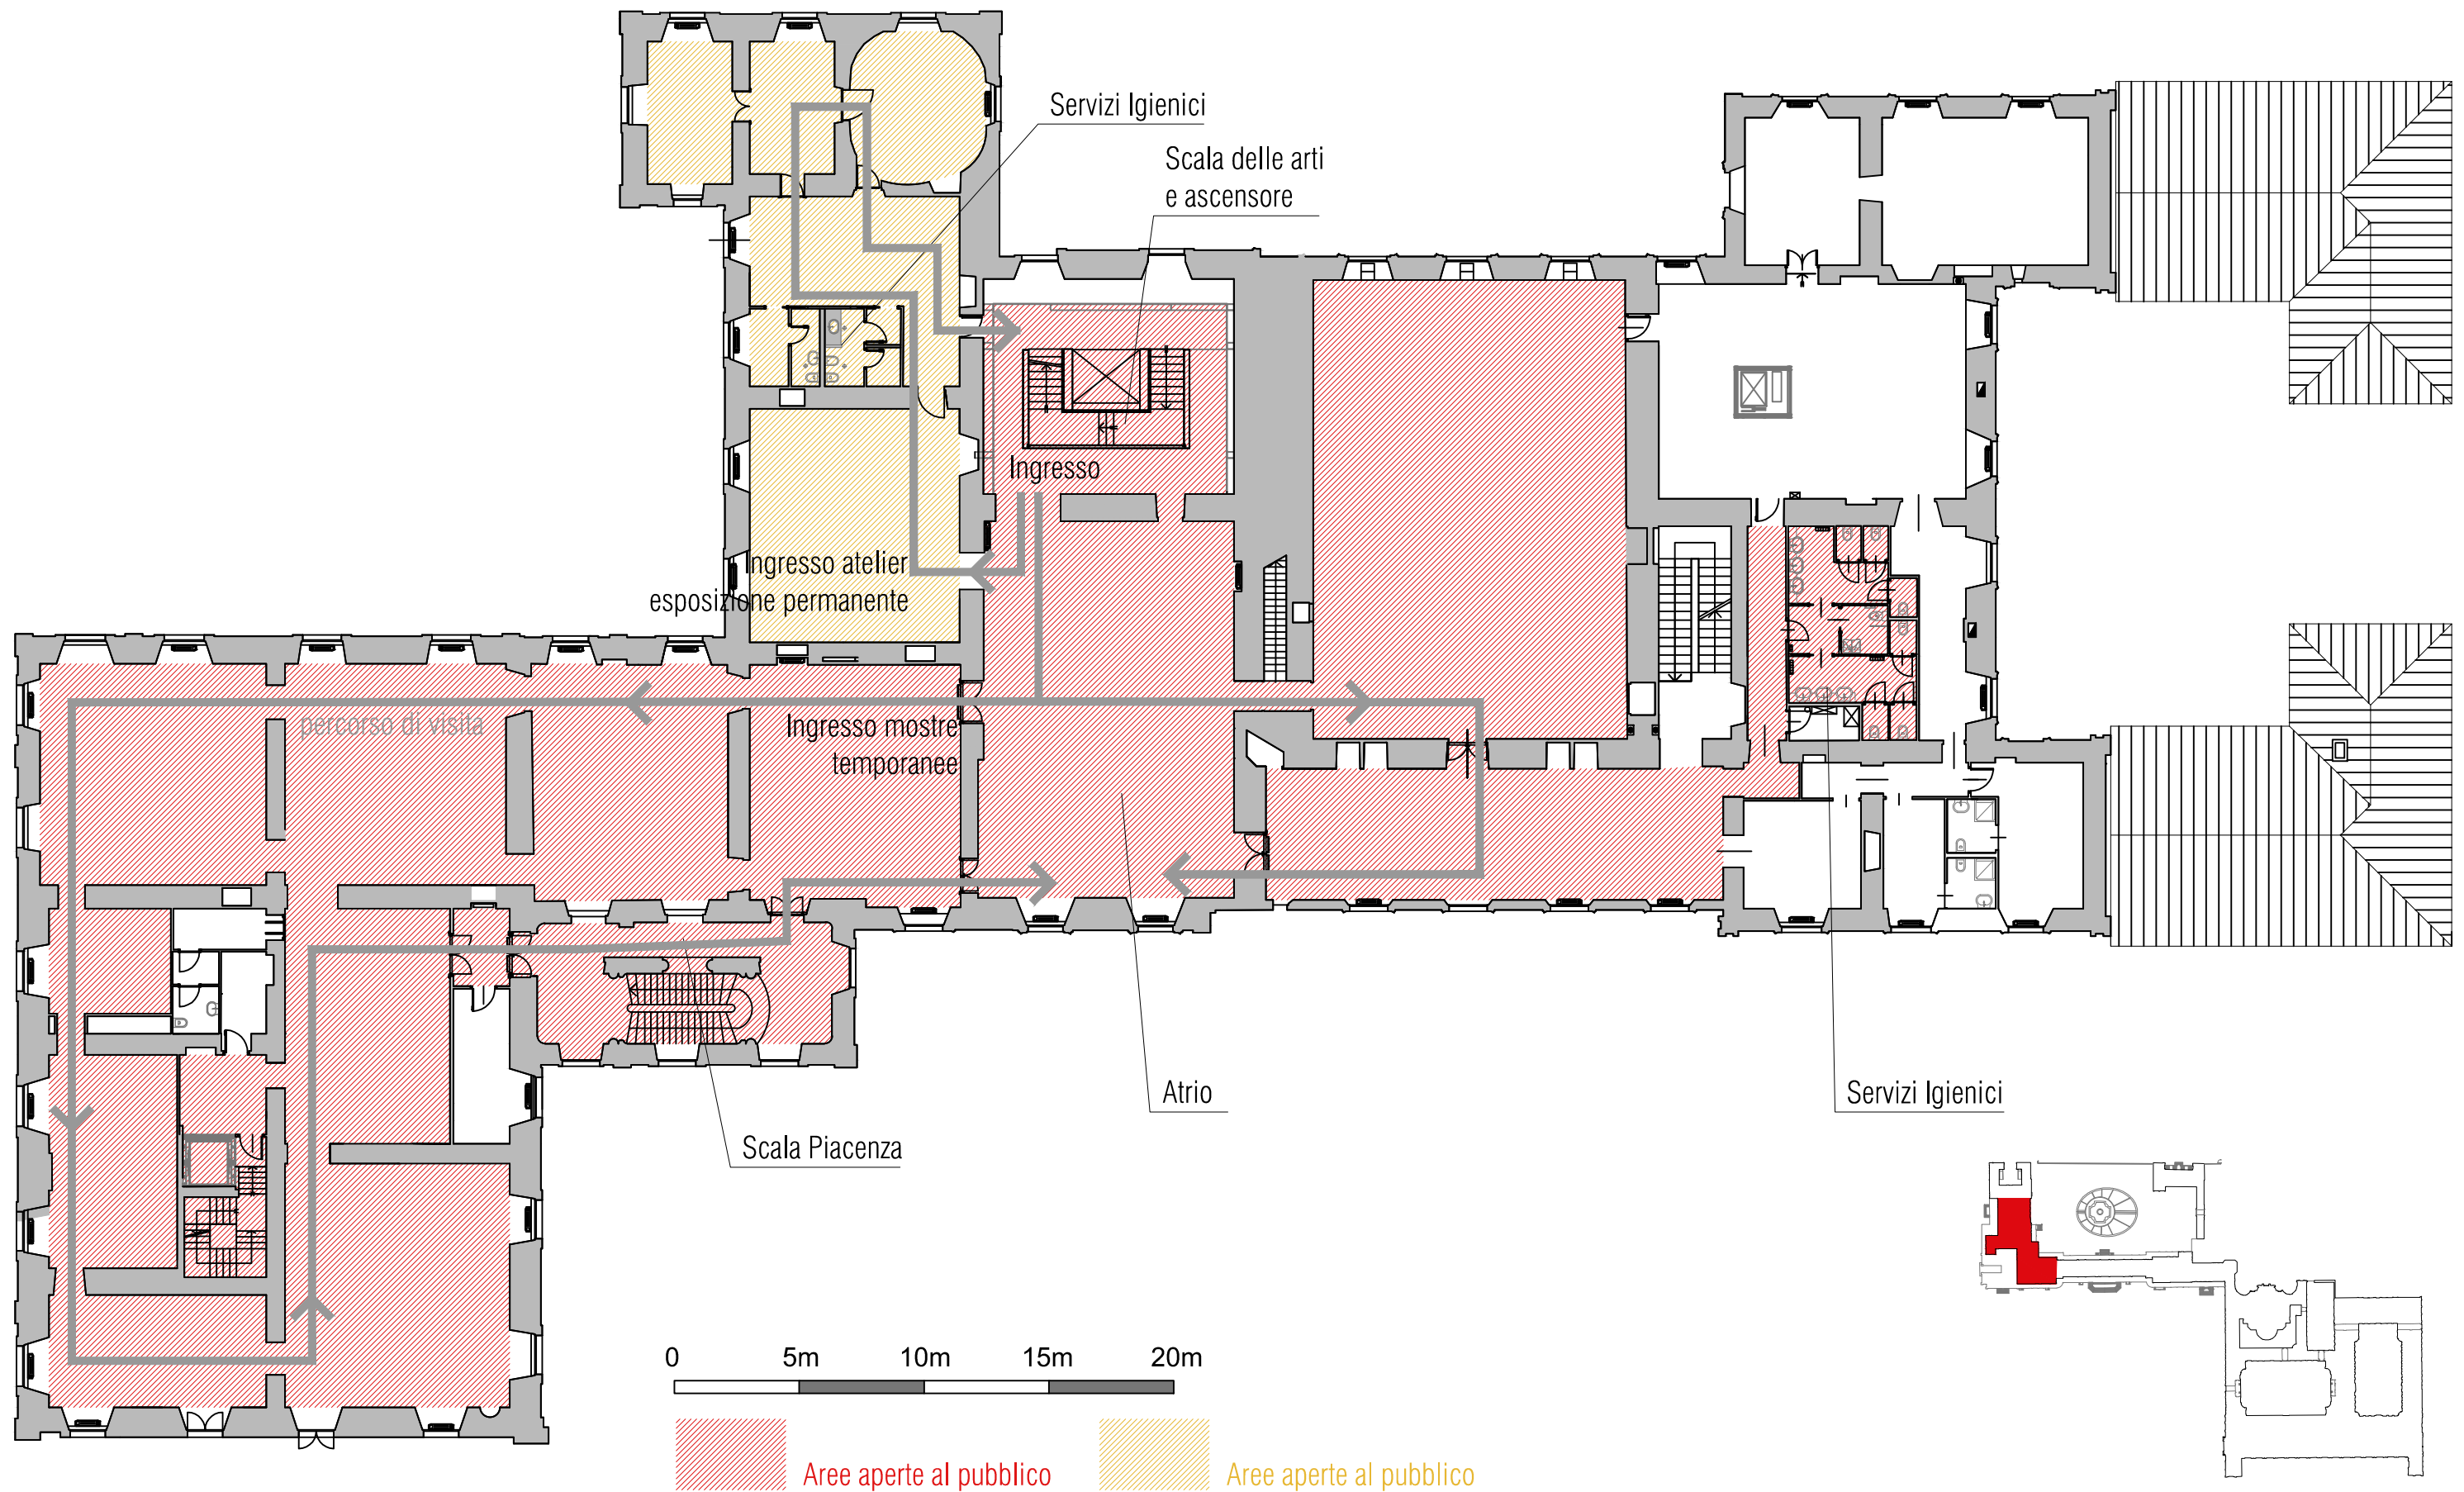 Servizi Igienici
Scala delle arti
e ascensore
Ingresso
Ingresso atelier
esposizione permanente
percorso di visita
Ingresso mostre
temporanee
Atrio
Servizi Igienici
Scala Piacenza
0 5m 10m 15m 20m
Aree aperte al pubblico
Aree aperte al pubblico